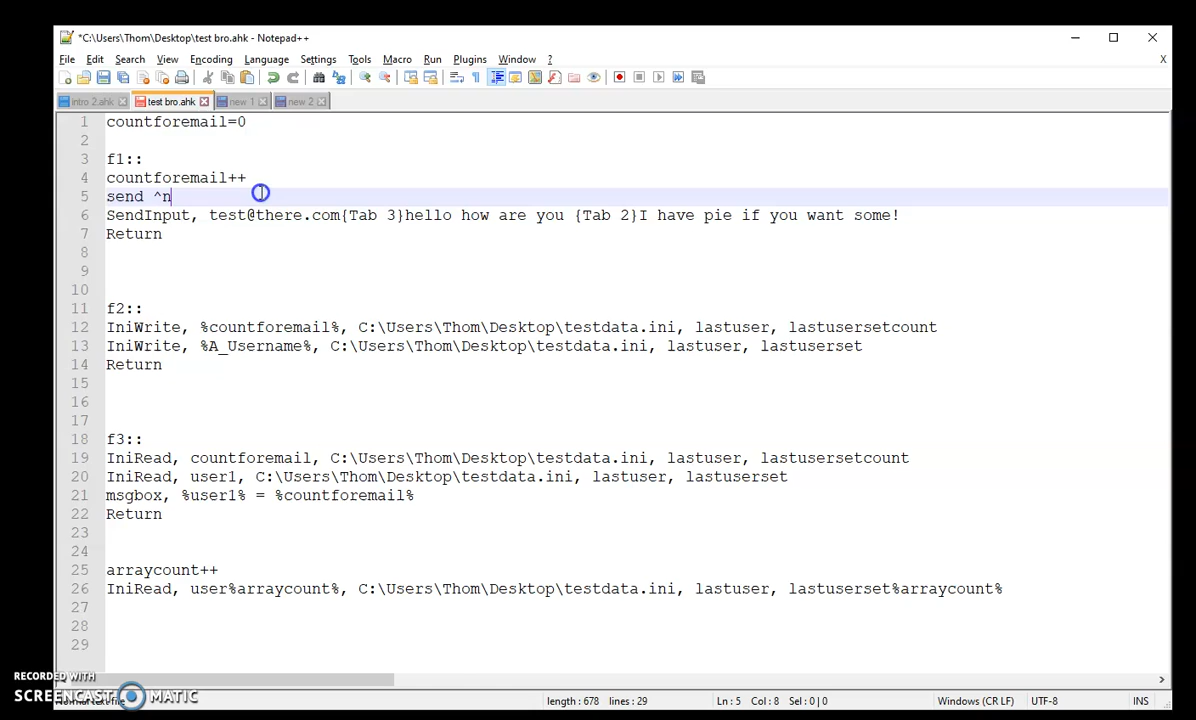 *C:\Users\Thom\Desktop\test bro.ahk - Notepad++
File Edit Search View Encoding Language Settings Tools Macro Run Plugins Window ? X
intro 2.ahk test bro.ahk new 1 new 2
1 countforemail=0
2
3 f1::
4 countforemail++
5 send ^n
6 SendInput, test@there.com{Tab 3}hello how are you {Tab 2}I have pie if you want some!
7 Return
8
9
10
11 f2::
12 IniWrite, %countforemail%, C:\Users\Thom\Desktop\testdata.ini, lastuser, lastusersetcount
13 IniWrite, %A_Username%, C:\Users\Thom\Desktop\testdata.ini, lastuser, lastuserset
14 Return
15
16
17
18 f3::
19 IniRead, countforemail, C:\Users\Thom\Desktop\testdata.ini, lastuser, lastusersetcount
20 IniRead, user1, C:\Users\Thom\Desktop\testdata.ini, lastuser, lastuserset
21 msgbox, %user1% = %countforemail%
22 Return
23
24
25 arraycount++
26 IniRead, user%arraycount%, C:\Users\Thom\Desktop\testdata.ini, lastuser, lastuserset%arraycount%
27
28
29
RECORDED WITH
SCREENCAST MATIC
text file length : 678 lines : 29 Ln : 5 Col : 8 Sel : 0 | 0 Windows (CR LF) UTF-8 INS